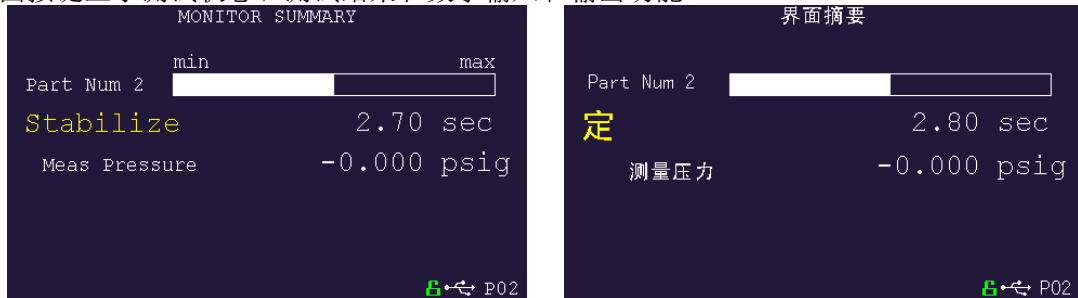 MONITOR SUMMARY
min max
Part Num 2
Stabilize 2.70 sec
Meas Pressure -0.000 psig
P02
界面摘要
Part Num 2
定 2.80 sec
测量压力 -0.000 psig
P02